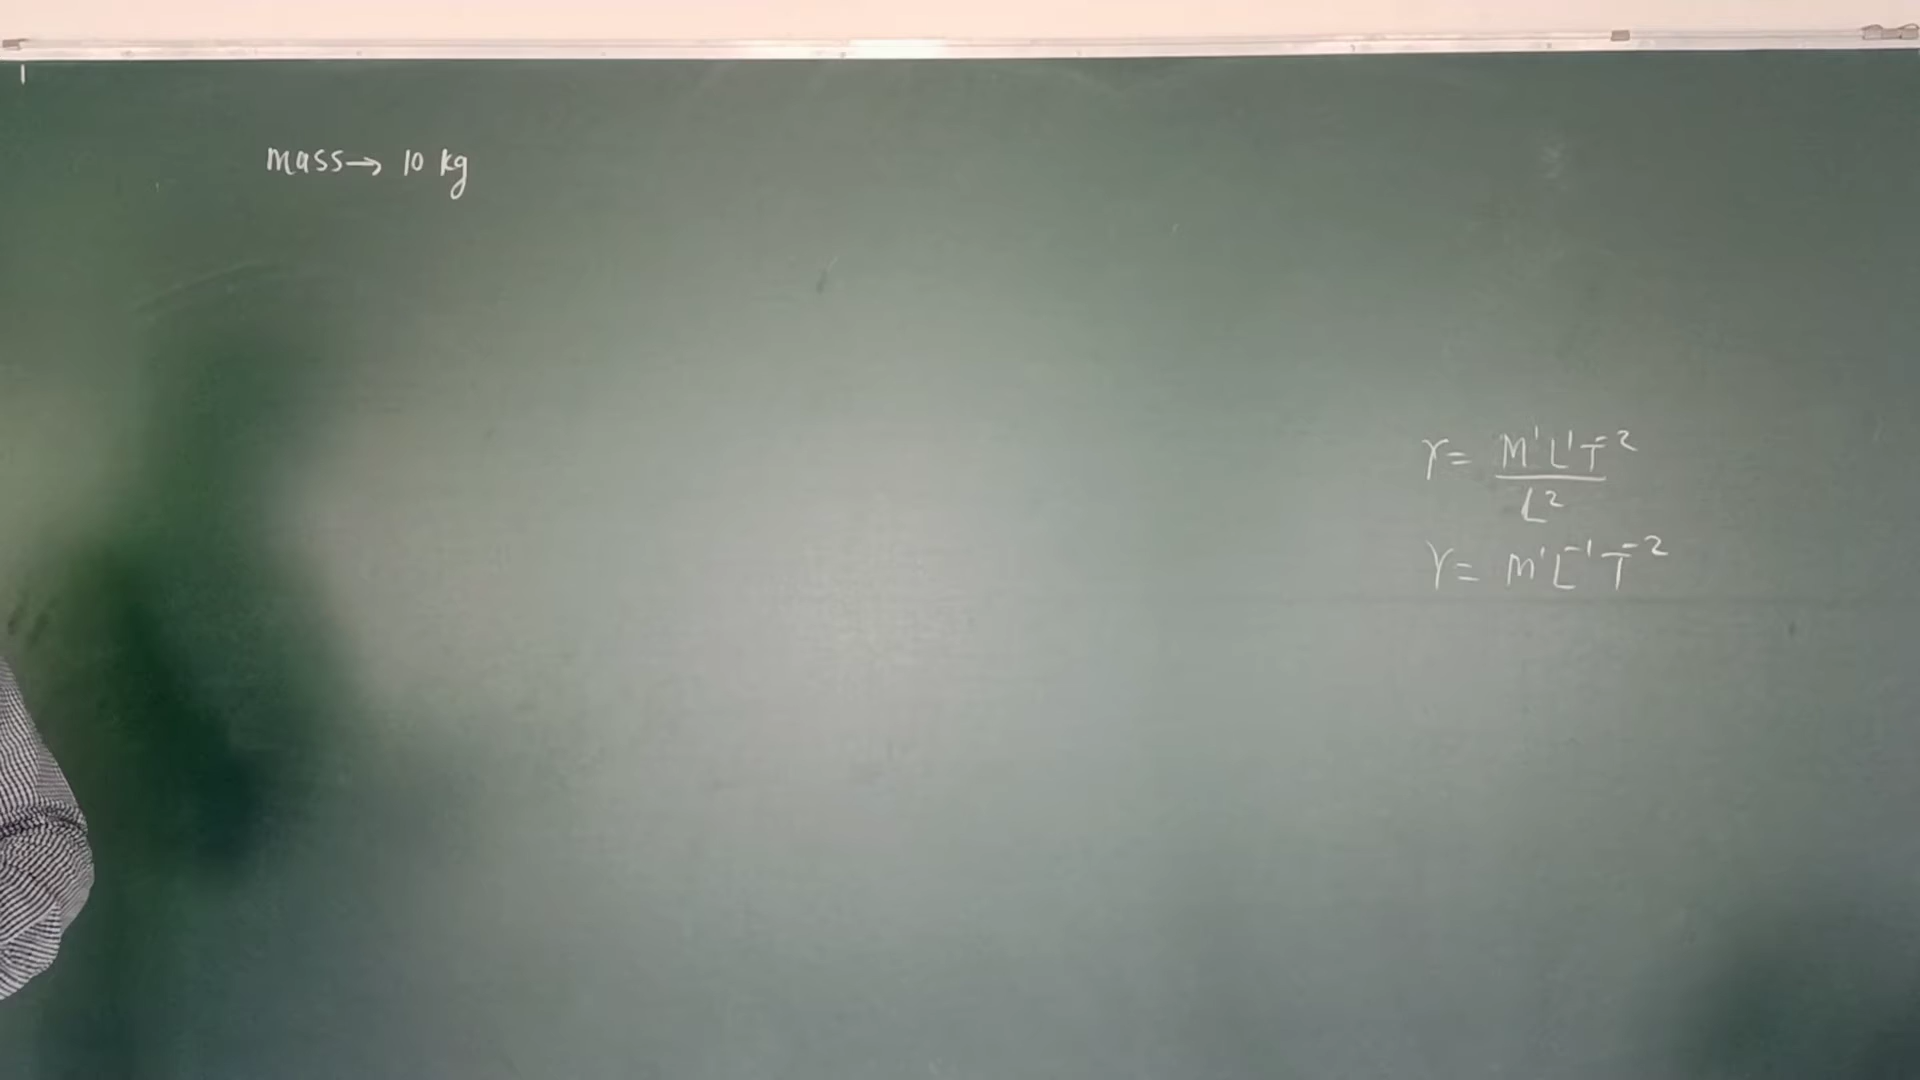 mass→ 10 kg
Y= M¹L¹T⁻²
L²
Y= M¹L⁻¹T⁻²